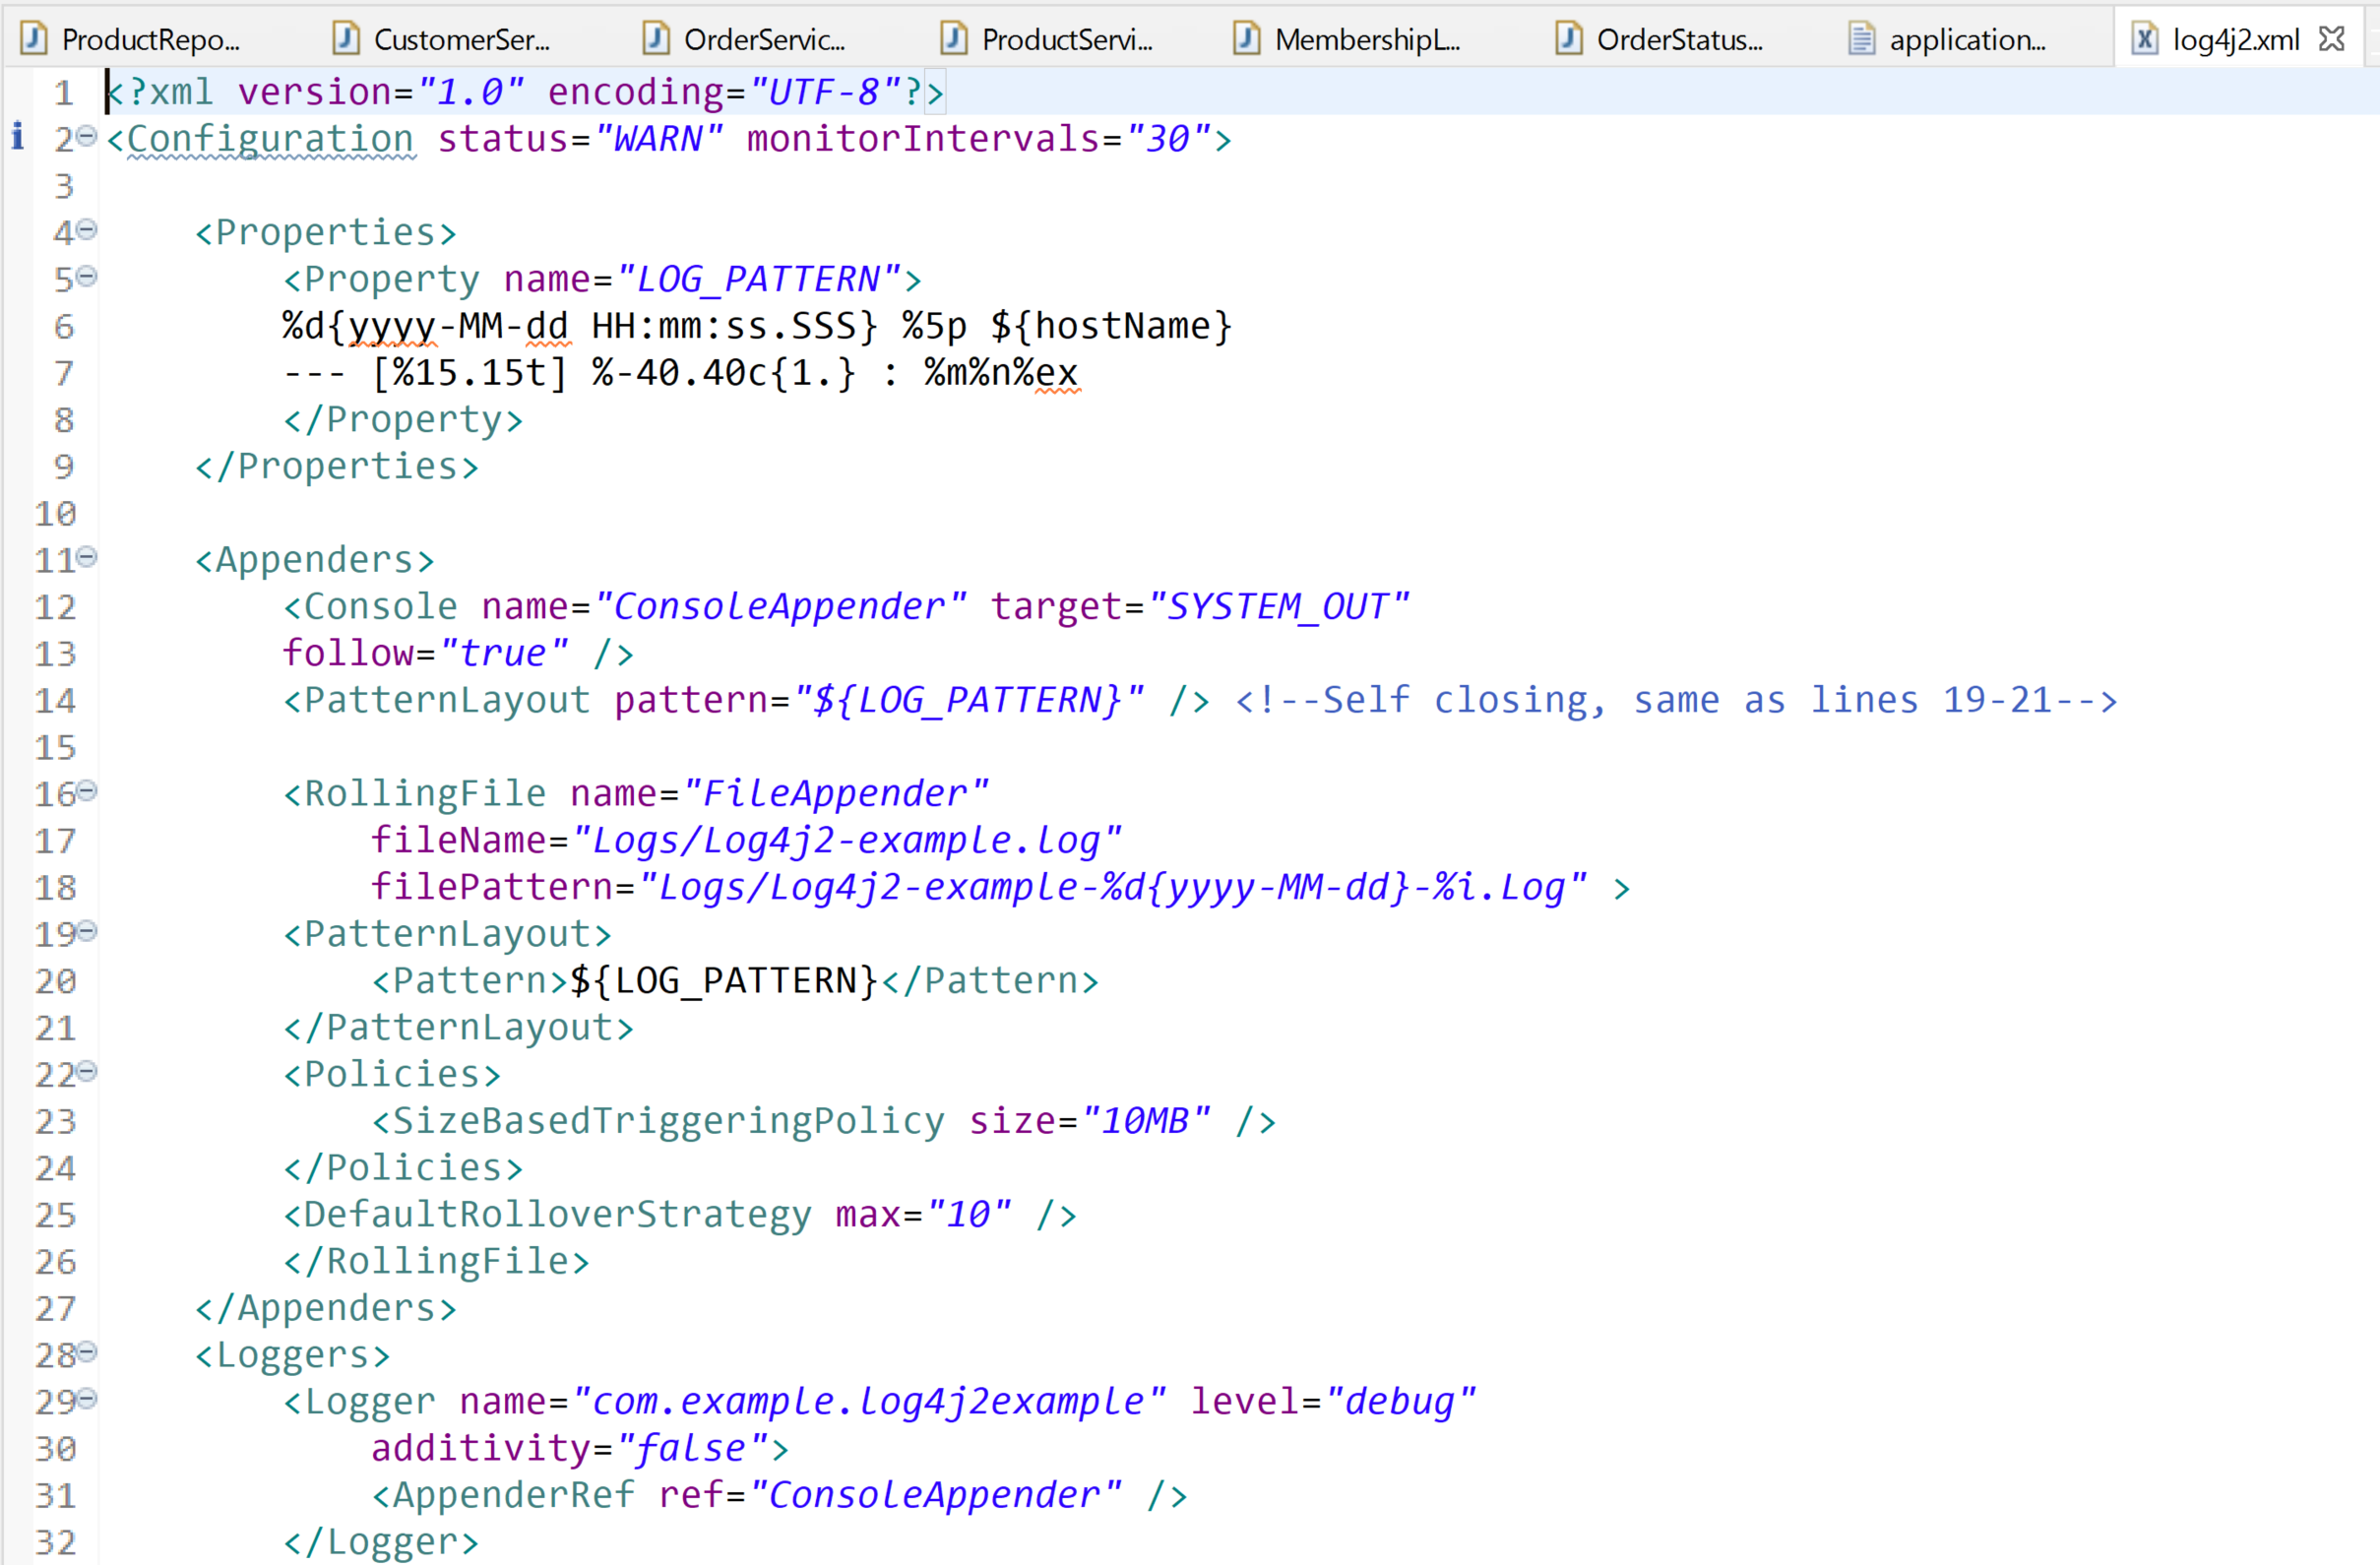 ProductRepo... CustomerSer... OrderServic... ProductServi... MembershipL... OrderStatus... application... log4j2.xml
1 <?xml version="1.0" encoding="UTF-8"?>
2 <Configuration status="WARN" monitorIntervals="30">
3
4 <Properties>
5 <Property name="LOG_PATTERN">
6 %d{yyyy-MM-dd HH:mm:ss.SSS} %5p ${hostName}
7 --- [%15.15t] %-40.40c{1.} : %m%n%ex
8 </Property>
9 </Properties>
10
11 <Appenders>
12 <Console name="ConsoleAppender" target="SYSTEM_OUT"
13 follow="true" />
14 <PatternLayout pattern="${LOG_PATTERN}" /> <!--Self closing, same as lines 19-21-->
15
16 <RollingFile name="FileAppender"
17 fileName="Logs/Log4j2-example.log"
18 filePattern="Logs/Log4j2-example-%d{yyyy-MM-dd}-%i.Log" >
19 <PatternLayout>
20 <Pattern>${LOG_PATTERN}</Pattern>
21 </PatternLayout>
22 <Policies>
23 <SizeBasedTriggeringPolicy size="10MB" />
24 </Policies>
25 <DefaultRolloverStrategy max="10" />
26 </RollingFile>
27 </Appenders>
28 <Loggers>
29 <Logger name="com.example.log4j2example" level="debug"
30 additivity="false">
31 <AppenderRef ref="ConsoleAppender" />
32 </Logger>